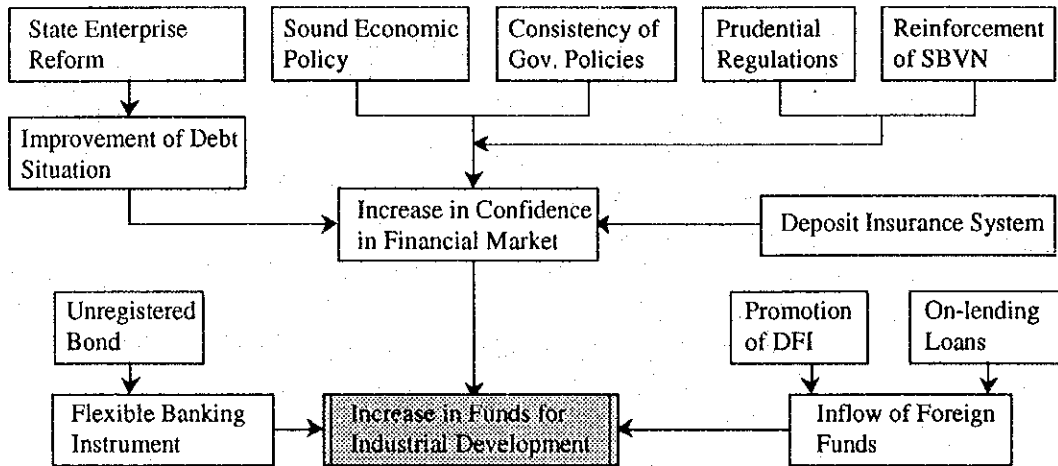 State Enterprise
Reform
Sound Economic
Policy
Consistency of
Gov. Policies
Prudential
Regulations
Reinforcement
of SBVN
Improvement of Debt
Situation
Increase in Confidence
in Financial Market
Deposit Insurance System
Unregistered
Bond
Promotion
of DFI
On-lending
Loans
Flexible Banking
Instrument
Increase in Funds for
Industrial Development
Inflow of Foreign
Funds